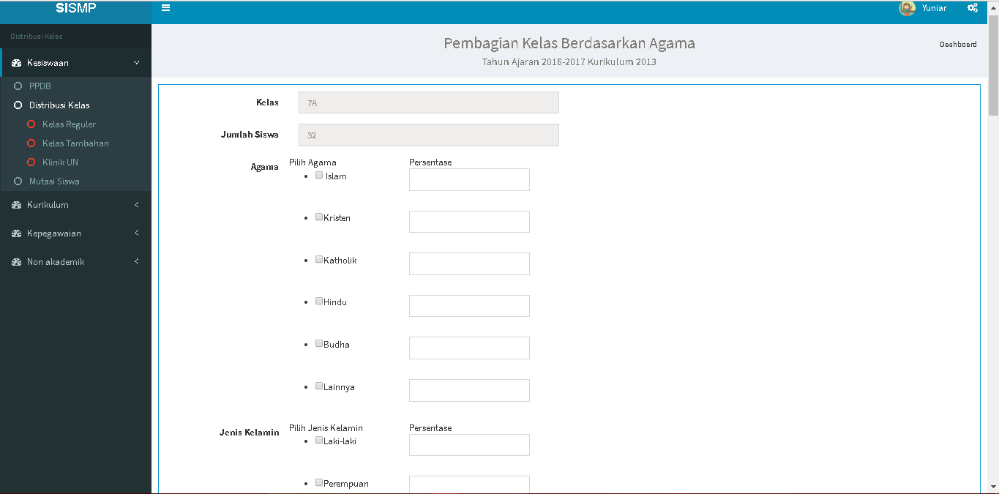 SISMP
Yuniar
Distribusi Kelas
Kesiswaan
PPDB
Distribusi Kelas
Kelas Reguler
Kelas Tambahan
Klinik UN
Mutasi Siswa
Kurikulum
Kepegawaian
Non akademik
Pembagian Kelas Berdasarkan Agama
Tahun Ajaran 2016-2017 Kurikulum 2013
Dashboard
Kelas 7A
Jumlah Siswa 32
Agama Pilih Agama Persentase
Islam
Kristen
Katholik
Hindu
Budha
Lainnya
Jenis Kelamin Pilih Jenis Kelamin Persentase
Laki-laki
Perempuan